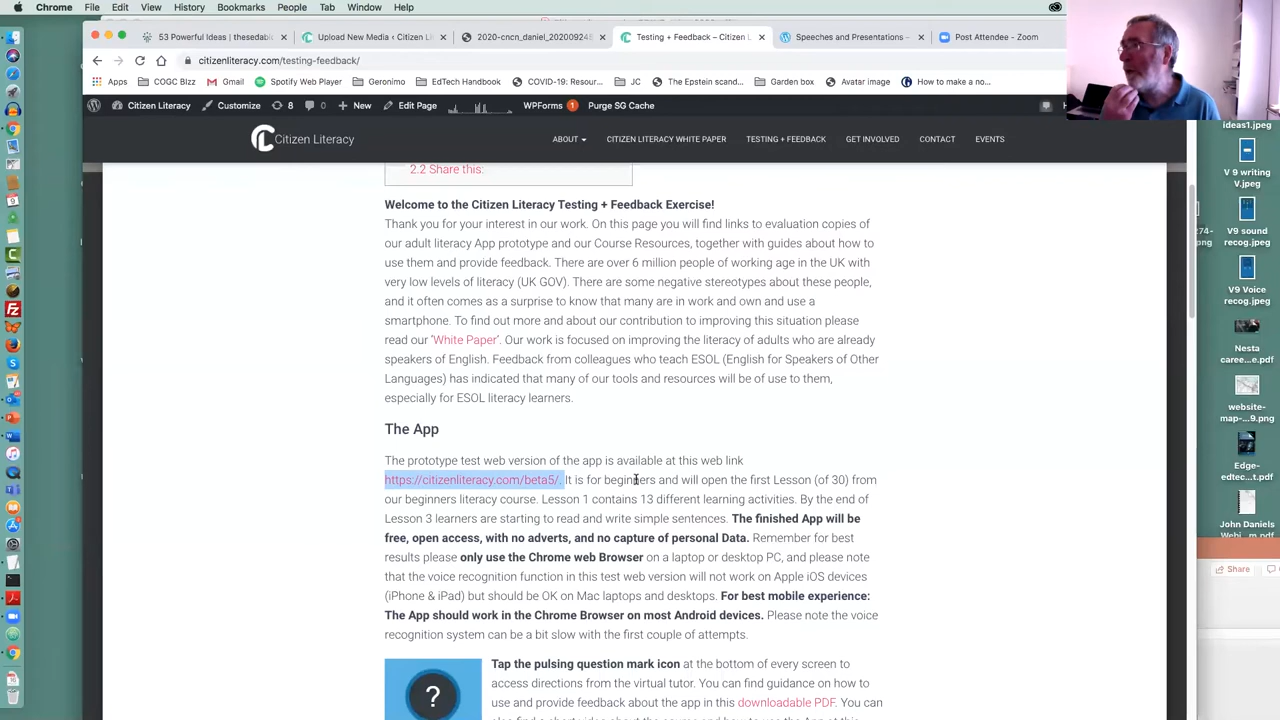 Chrome File Edit View History Bookmarks People Tab Window Help
53 Powerful Ideas | thesedabl
Upload New Media ‹ Citizen Li
2020-cncn_daniel_202009248
Testing + Feedback – Citizen L
Speeches and Presentations –
Post Attendee - Zoom
citizenliteracy.com/testing-feedback/
Apps COGC BIzz Gmail Spotify Web Player Geronimo EdTech Handbook COVID-19: Resour... JC The Epstein scand... Garden box Avatar image How to make a no...
Citizen Literacy Customize 8 0 New Edit Page WPForms 1 Purge SG Cache
Citizen Literacy
ABOUT CITIZEN LITERACY WHITE PAPER TESTING + FEEDBACK GET INVOLVED CONTACT EVENTS
2.2 Share this:
Welcome to the Citizen Literacy Testing + Feedback Exercise!
Thank you for your interest in our work. On this page you will find links to evaluation copies of
our adult literacy App prototype and our Course Resources, together with guides about how to
use them and provide feedback. There are over 6 million people of working age in the UK with
very low levels of literacy (UK GOV). There are some negative stereotypes about these people,
and it often comes as a surprise to know that many are in work and own and use a
smartphone. To find out more and about our contribution to improving this situation please
read our ‘White Paper’. Our work is focused on improving the literacy of adults who are already
speakers of English. Feedback from colleagues who teach ESOL (English for Speakers of Other
Languages) has indicated that many of our tools and resources will be of use to them,
especially for ESOL literacy learners.
The App
The prototype test web version of the app is available at this web link
https://citizenliteracy.com/beta5/. It is for beginners and will open the first Lesson (of 30) from
our beginners literacy course. Lesson 1 contains 13 different learning activities. By the end of
Lesson 3 learners are starting to read and write simple sentences. The finished App will be
free, open access, with no adverts, and no capture of personal Data. Remember for best
results please only use the Chrome web Browser on a laptop or desktop PC, and please note
that the voice recognition function in this test web version will not work on Apple iOS devices
(iPhone & iPad) but should be OK on Mac laptops and desktops. For best mobile experience:
The App should work in the Chrome Browser on most Android devices. Please note the voice
recognition system can be a bit slow with the first couple of attempts.
?
Tap the pulsing question mark icon at the bottom of every screen to
access directions from the virtual tutor. You can find guidance on how to
use and provide feedback about the app in this downloadable PDF. You can
ideas1.jpeg
V 9 writing
V.jpeg
274-
png
V9 sound
recog.jpeg
V9 Voice
recog.jpeg
Nesta
caree...e.pdf
website-
map-...9.png
Edge-
edtec...t.pdf
John Daniels
Webi...m.pdf
Share